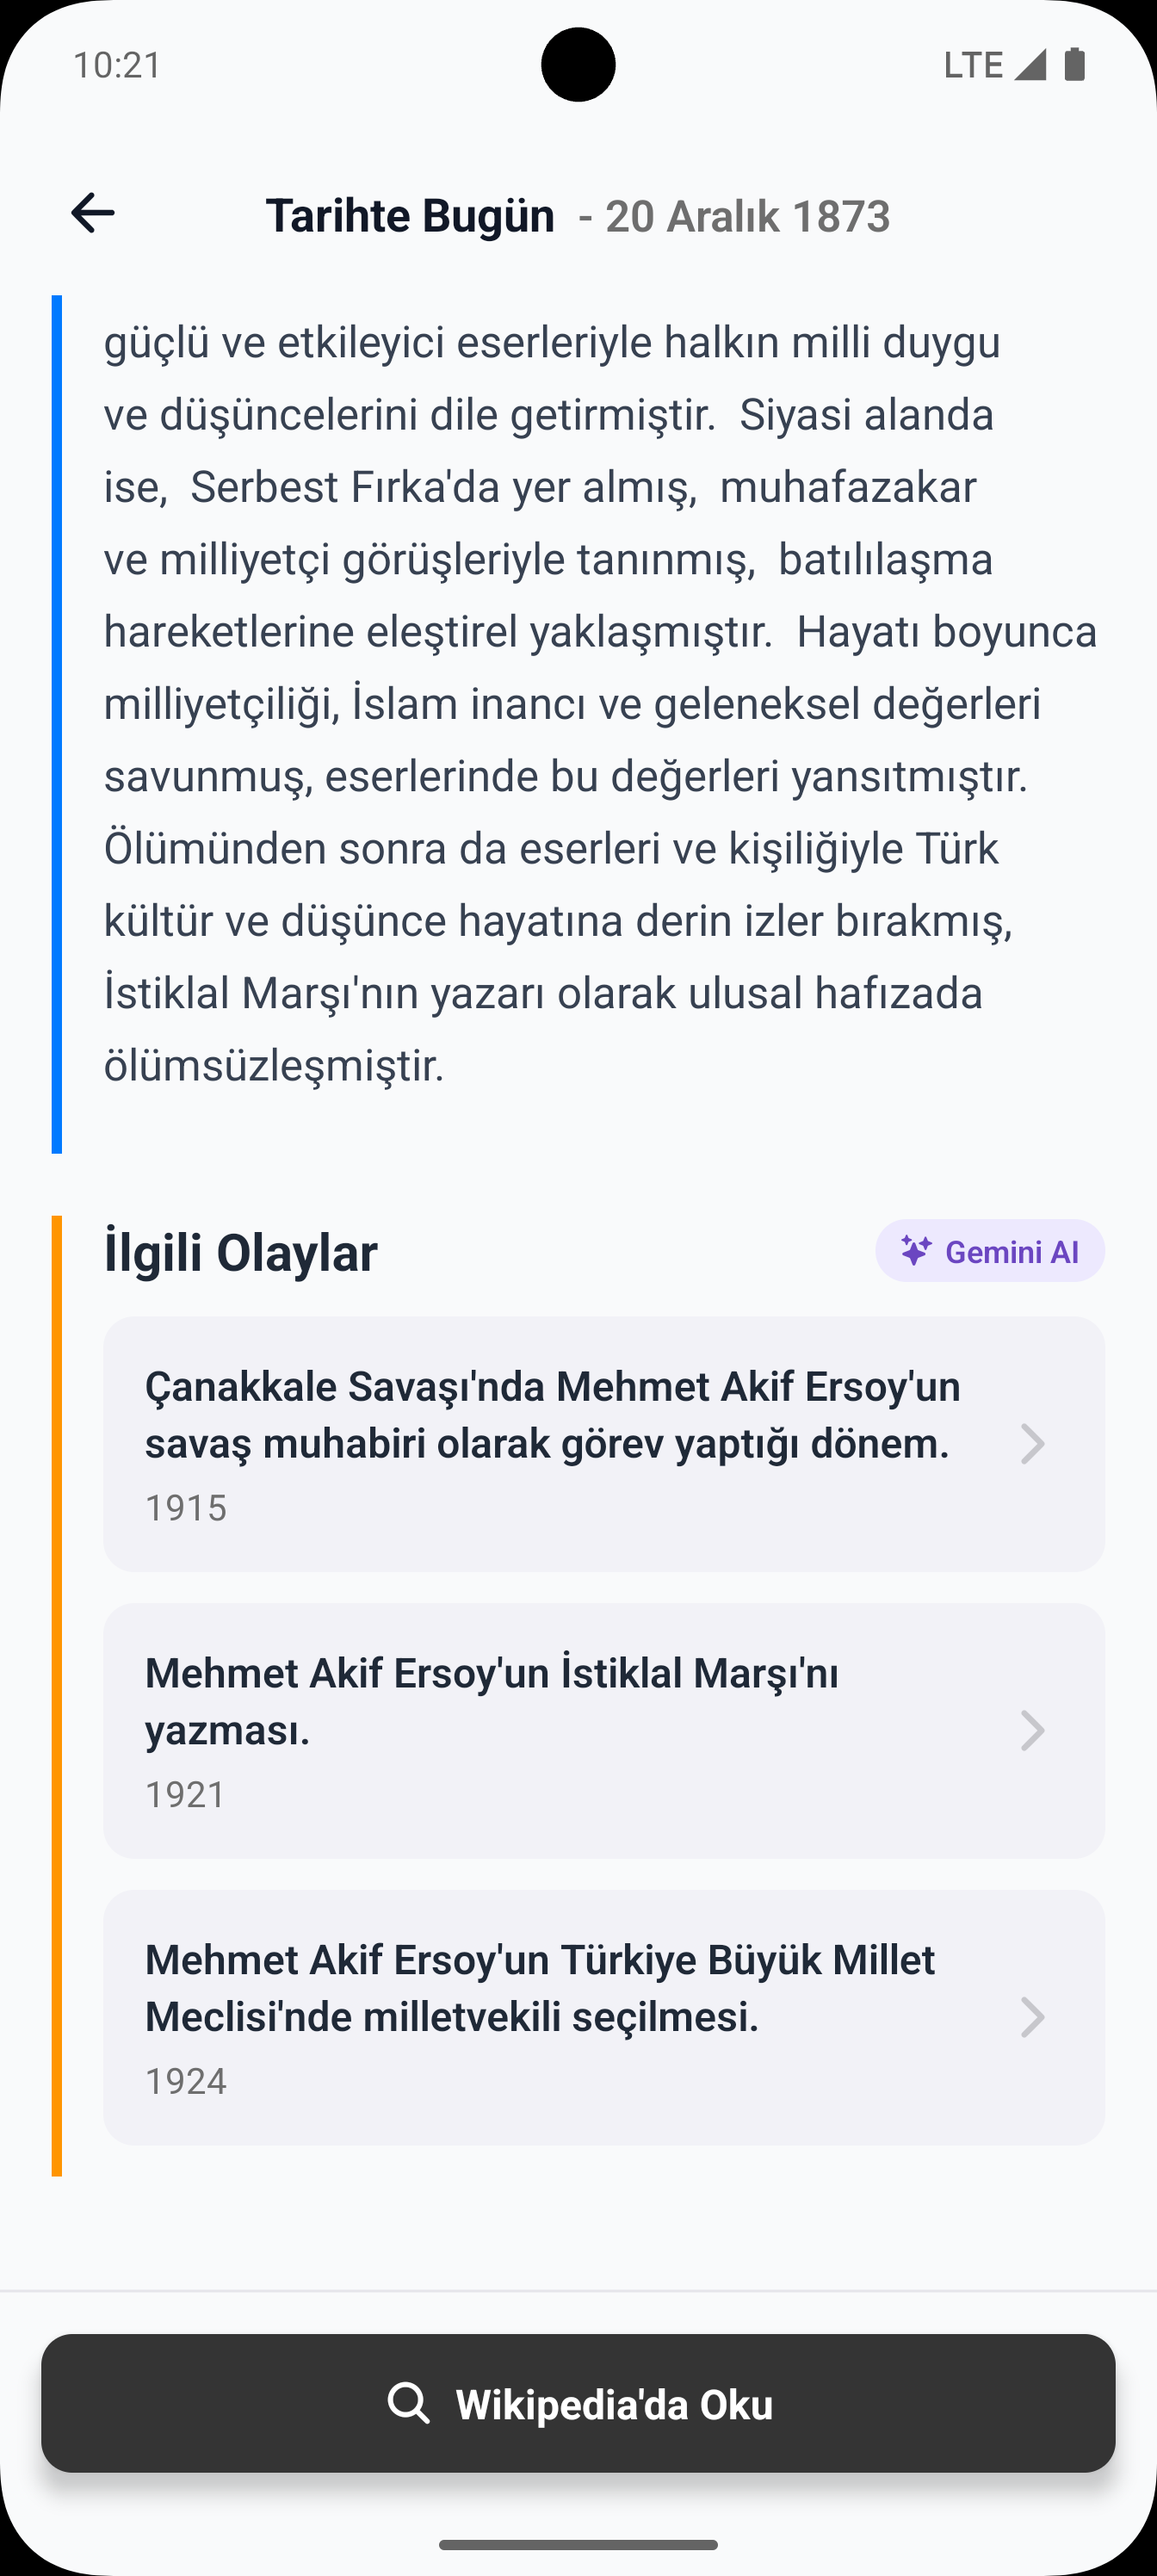 10:21
LTE
Tarihte Bugün - 20 Aralık 1873
güçlü ve etkileyici eserleriyle halkın milli duygu
ve düşüncelerini dile getirmiştir. Siyasi alanda
ise, Serbest Fırka'da yer almış, muhafazakar
ve milliyetçi görüşleriyle tanınmış, batılılaşma
hareketlerine eleştirel yaklaşmıştır. Hayatı boyunca
milliyetçiliği, İslam inancı ve geleneksel değerleri
savunmuş, eserlerinde bu değerleri yansıtmıştır.
Ölümünden sonra da eserleri ve kişiliğiyle Türk
kültür ve düşünce hayatına derin izler bırakmış,
İstiklal Marşı'nın yazarı olarak ulusal hafızada
ölümsüzleşmiştir.
İlgili Olaylar
Gemini AI
Çanakkale Savaşı'nda Mehmet Akif Ersoy'un
savaş muhabiri olarak görev yaptığı dönem.
1915
Mehmet Akif Ersoy'un İstiklal Marşı'nı
yazması.
1921
Mehmet Akif Ersoy'un Türkiye Büyük Millet
Meclisi'nde milletvekili seçilmesi.
1924
Wikipedia'da Oku